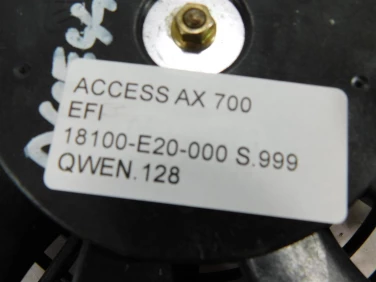 ACCESS AX 700
EFI
18100-E20-000 S.999
QWEN.128